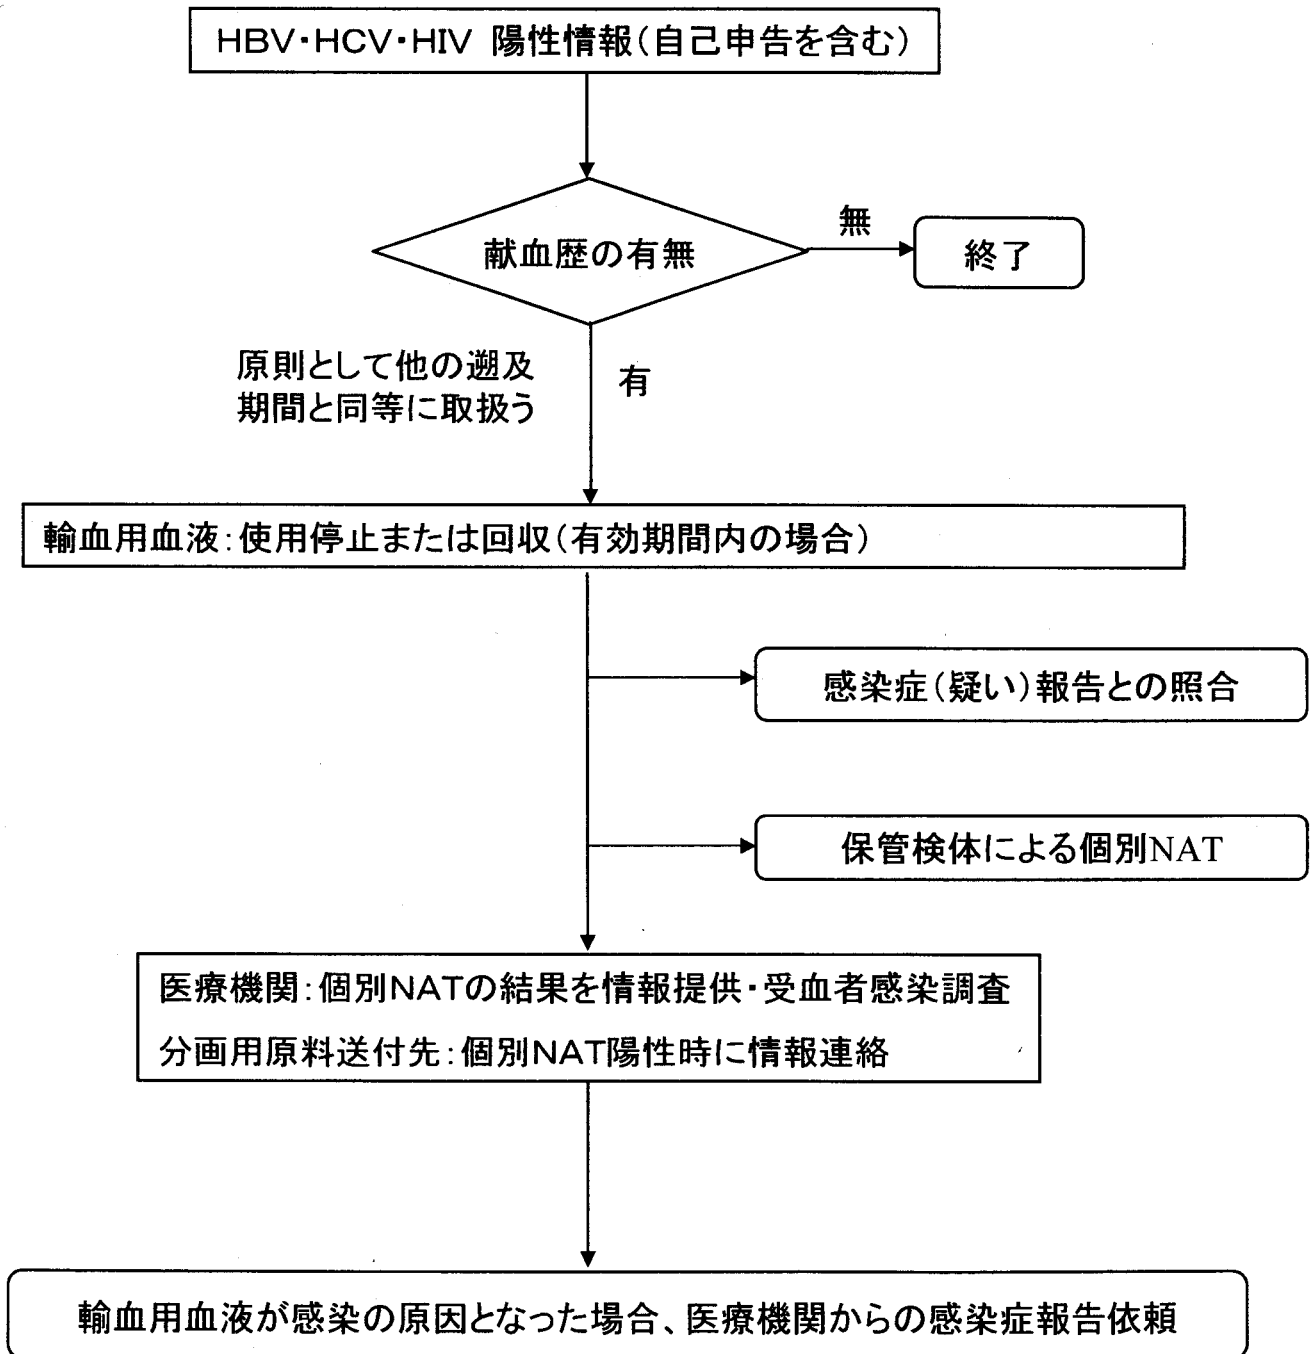 HBV・HCV・HIV 陽性情報(自己申告を含む)
献血歴の有無
無
終了
原則として他の遡及
期間と同等に取扱う
有
輸血用血液:使用停止または回収(有効期間内の場合)
感染症(疑い)報告との照合
保管検体による個別NAT
医療機関:個別NATの結果を情報提供・受血者感染調査
分画用原料送付先:個別NAT陽性時に情報連絡
輸血用血液が感染の原因となった場合、医療機関からの感染症報告依頼